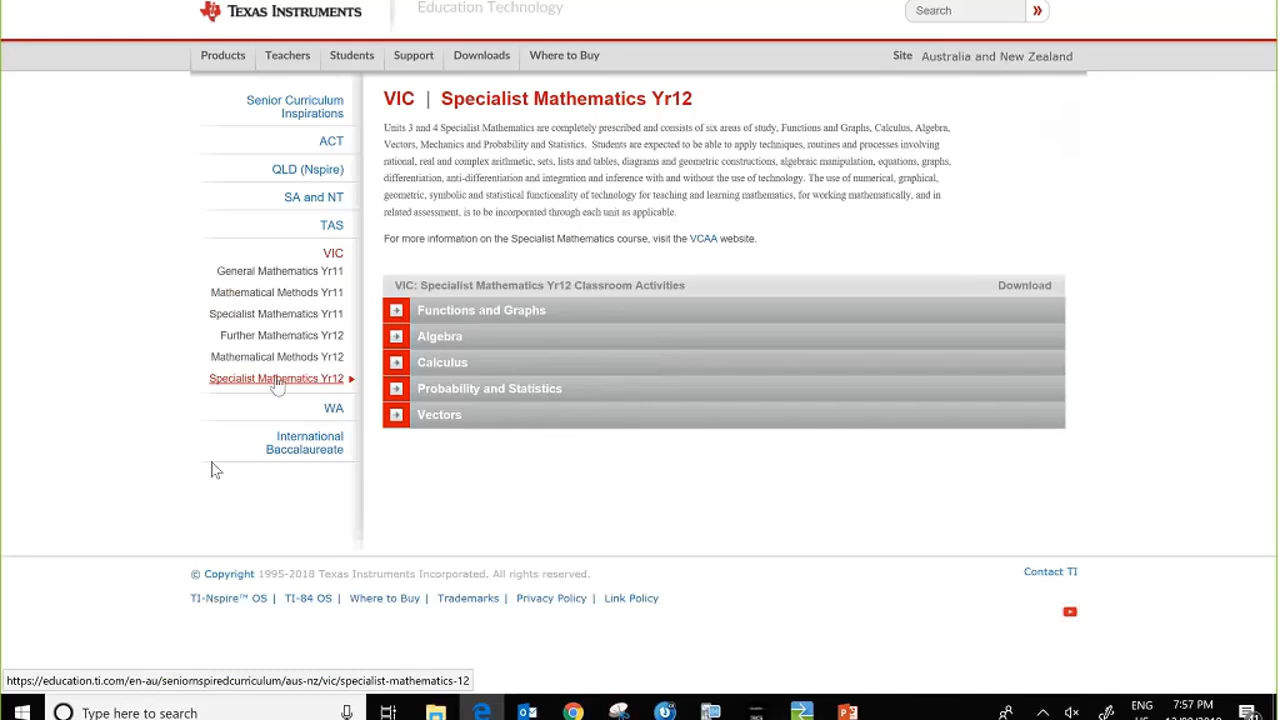 TEXAS INSTRUMENTS
Education Technology
Search
Products Teachers Students Support Downloads Where to Buy
Site Australia and New Zealand
Senior Curriculum
Inspirations
ACT
QLD (Nspire)
SA and NT
TAS
VIC
General Mathematics Yr11
Mathematical Methods Yr11
Specialist Mathematics Yr11
Further Mathematics Yr12
Mathematical Methods Yr12
Specialist Mathematics Yr12
WA
International
Baccalaureate
VIC | Specialist Mathematics Yr12
Units 3 and 4 Specialist Mathematics are completely prescribed and consists of six areas of study, Functions and Graphs, Calculus, Algebra,
Vectors, Mechanics and Probability and Statistics. Students are expected to be able to apply techniques, routines and processes involving
rational, real and complex arithmetic, sets, lists and tables, diagrams and geometric constructions, algebraic manipulation, equations, graphs,
differentiation, anti-differentiation and integration and inference with and without the use of technology. The use of numerical, graphical,
geometric, symbolic and statistical functionality of technology for teaching and learning mathematics, for working mathematically, and in
related assessment, is to be incorporated through each unit as applicable.
For more information on the Specialist Mathematics course, visit the VCAA website.
VIC: Specialist Mathematics Yr12 Classroom Activities Download
Functions and Graphs
Algebra
Calculus
Probability and Statistics
Vectors
© Copyright 1995-2018 Texas Instruments Incorporated. All rights reserved.
Contact TI
TI-Nspire™ OS | TI-84 OS | Where to Buy | Trademarks | Privacy Policy | Link Policy
https://education.ti.com/en-au/seniornspiredcurriculum/aus-nz/vic/specialist-mathematics-12
Type here to search
ENG
7:57 PM